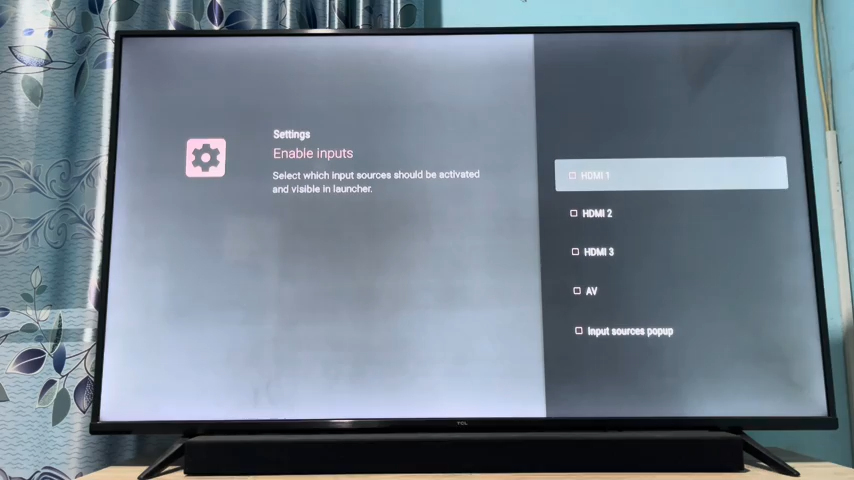 Settings
Enable inputs
Select which input sources should be activated
and visible in launcher.
HDMI 1
HDMI 2
HDMI 3
AV
Input sources popup
TCL